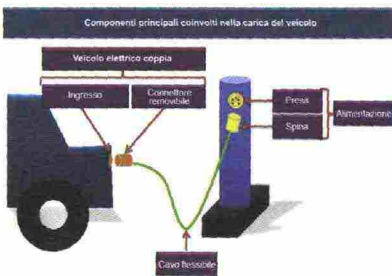 Componenti principali coinvolti nella carica del veicolo
Veicolo elettrico coppia
Ingresso
Connettore
removibile
Presa
Spina
Alimentazione
Cavo flessibile